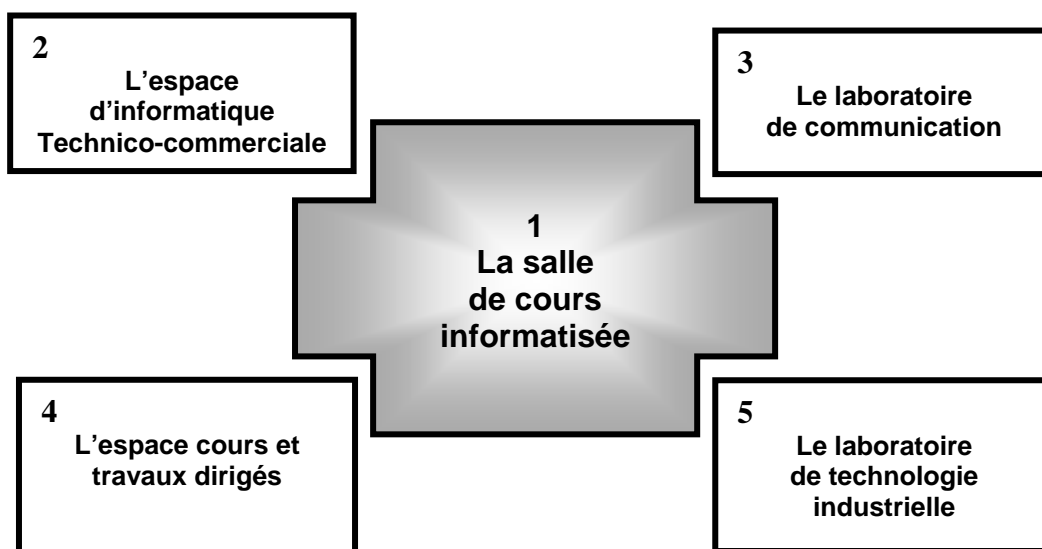 2
L'espace
d'informatique
Technico-commerciale
3
Le laboratoire
de communication
1
La salle
de cours
informatisée
4
L'espace cours et
travaux dirigés
5
Le laboratoire
de technologie
industrielle